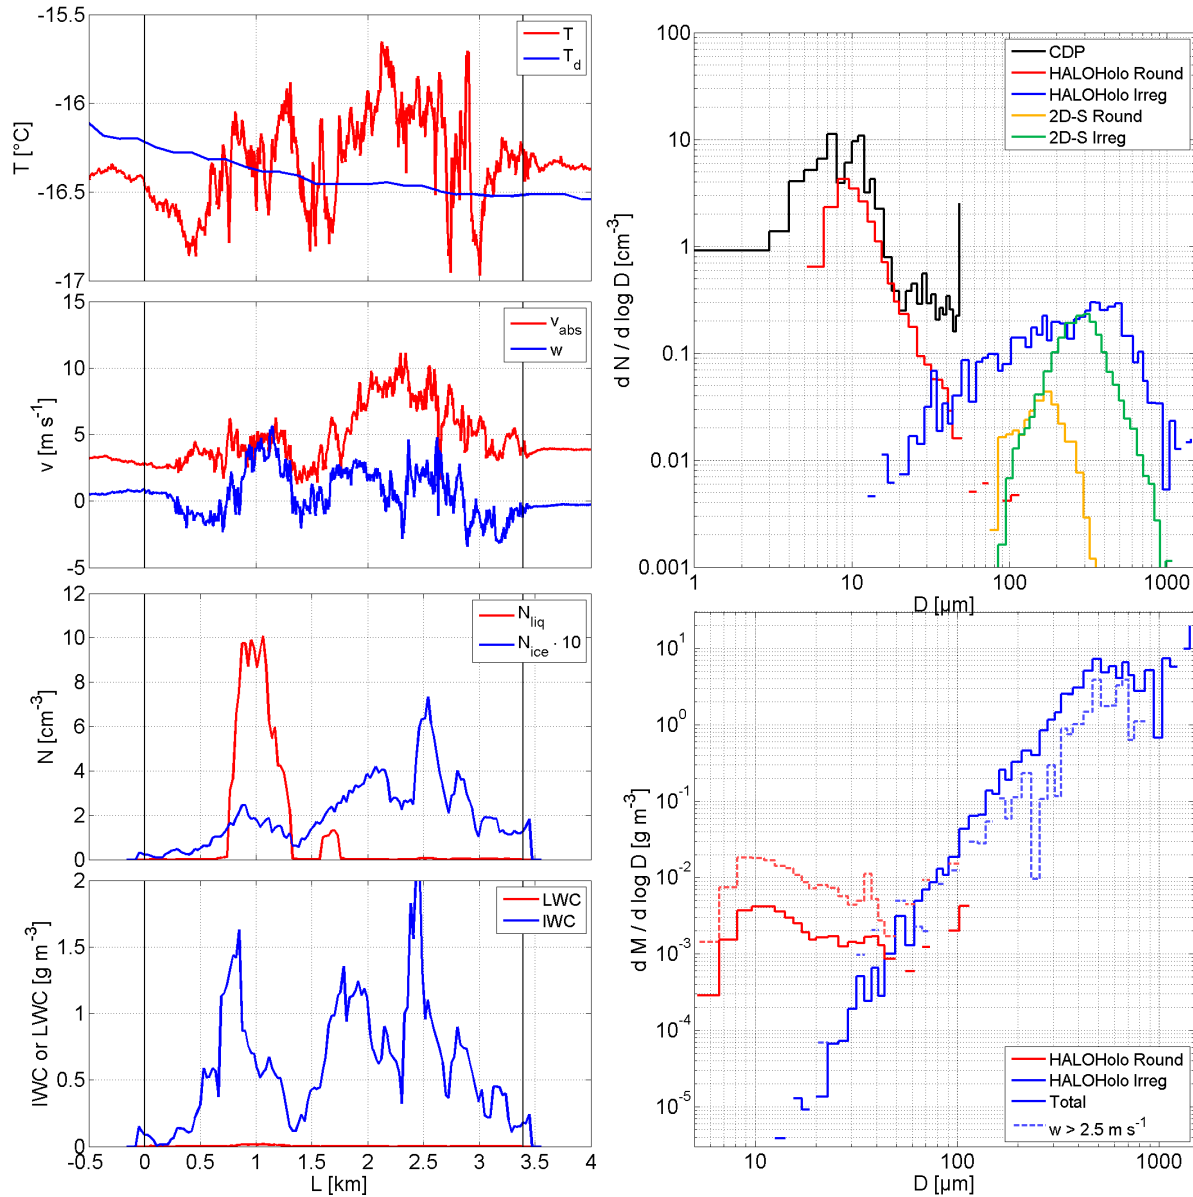 -15.5
-16
-16.5
-17
T [°C]
T
T_d
15
10
5
0
-5
v [m s⁻¹]
v_abs
w
12
10
8
6
4
2
0
N [cm⁻³]
N_liq
N_ice · 10
2
1.5
1
0.5
0
IWC or LWC [g m⁻³]
LWC
IWC
-0.5 0 0.5 1 1.5 2 2.5 3 3.5 4
L [km]
100
10
1
0.1
0.01
0.001
d N / d log D [cm⁻³]
CDP
HALOHolo Round
HALOHolo Irreg
2D-S Round
2D-S Irreg
1 10 100 1000
D [µm]
10¹
10⁰
10⁻¹
10⁻²
10⁻³
10⁻⁴
10⁻⁵
d M / d log D [g m⁻³]
HALOHolo Round
HALOHolo Irreg
Total
w > 2.5 m s⁻¹
10 100 1000
D [µm]